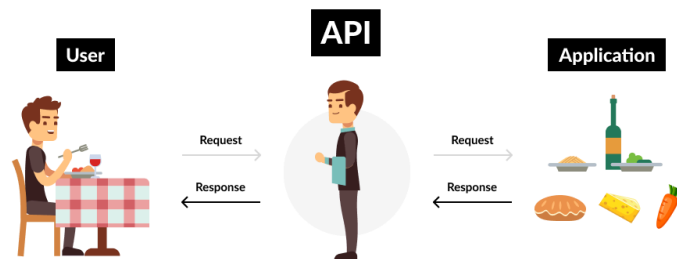 User
API
Application
Request
Request
Response
Response